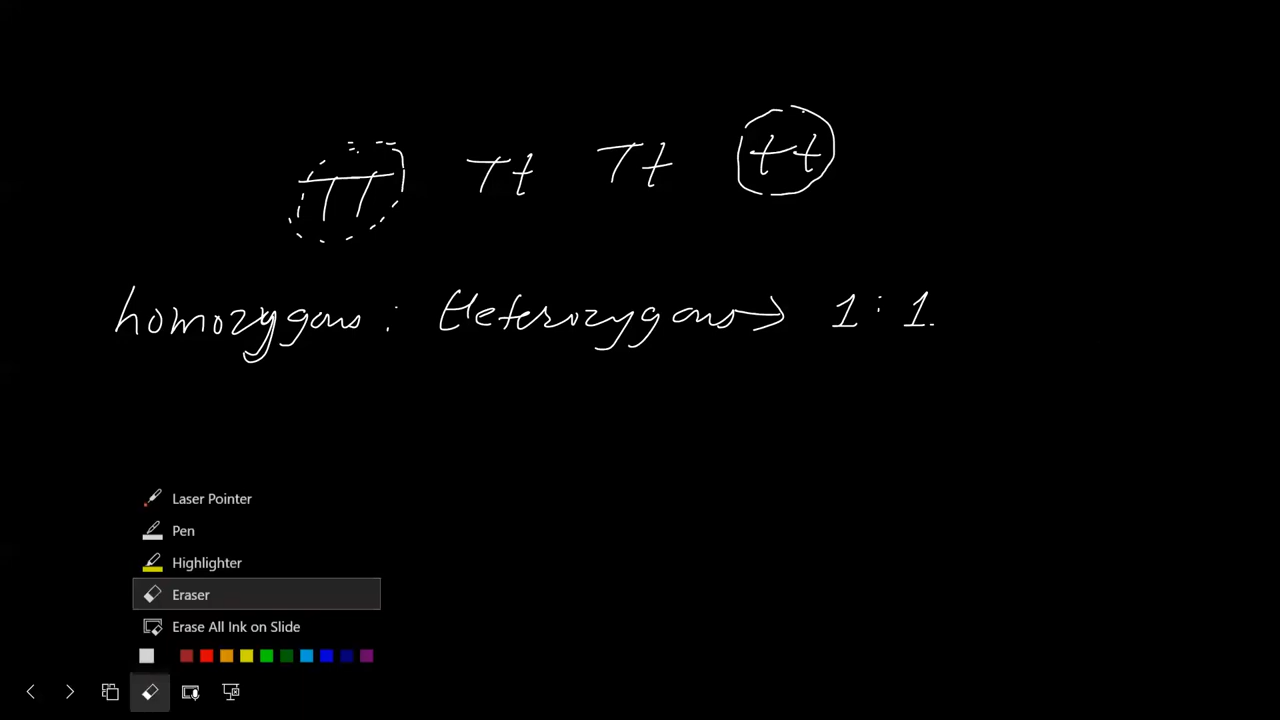 TT Tt Tt tt
homozygous : Heterozygous → 1 : 1.
Laser Pointer
Pen
Highlighter
Eraser
Erase All Ink on Slide